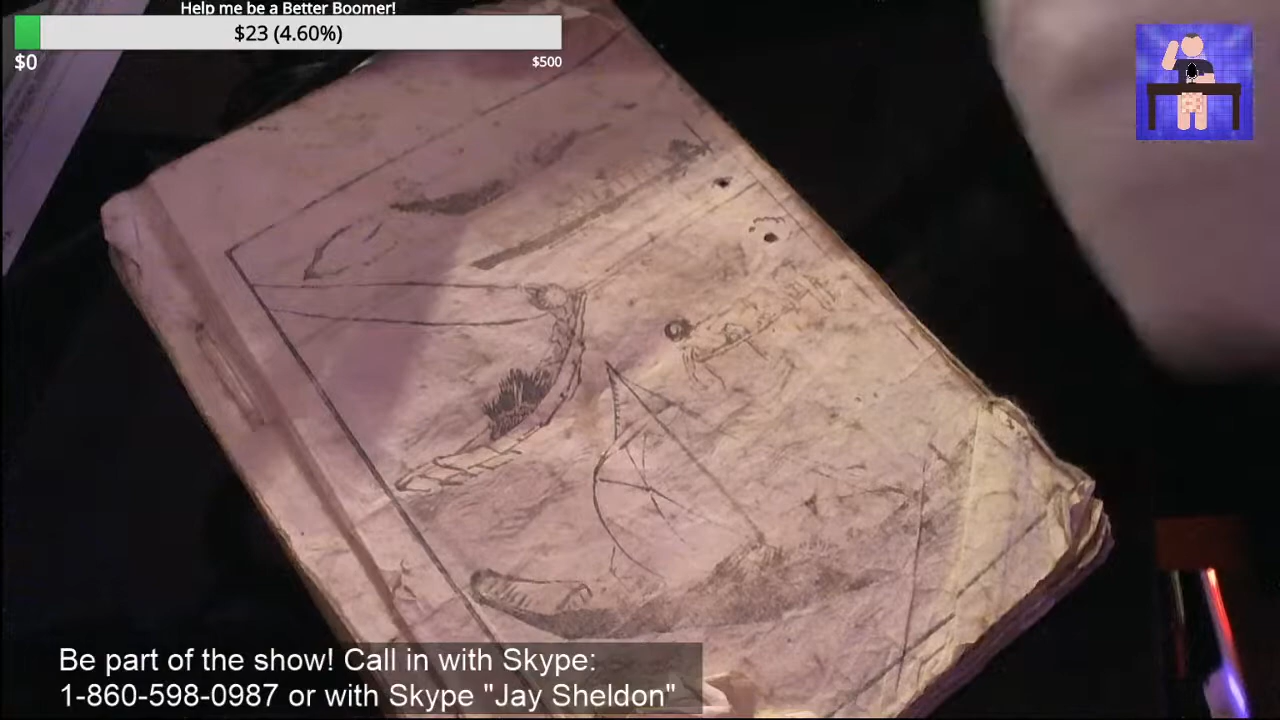 Help me be a Better Boomer!
$23 (4.60%)
$0
$500
Be part of the show! Call in with Skype:
1-860-598-0987 or with Skype "Jay Sheldon"